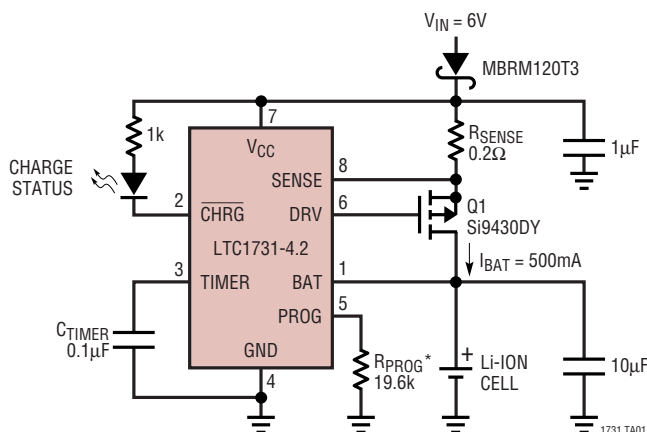 V_IN = 6V
MBRM120T3
1k
7
V_CC
R_SENSE
0.2Ω
1µF
CHARGE
STATUS
SENSE
8
2
CHRG
DRV
6
Q1
Si9430DY
LTC1731-4.2
I_BAT = 500mA
3
TIMER
BAT
1
PROG
5
C_TIMER
0.1µF
GND
4
R_PROG*
19.6k
+
Li-ION
CELL
10µF
1731 TA01